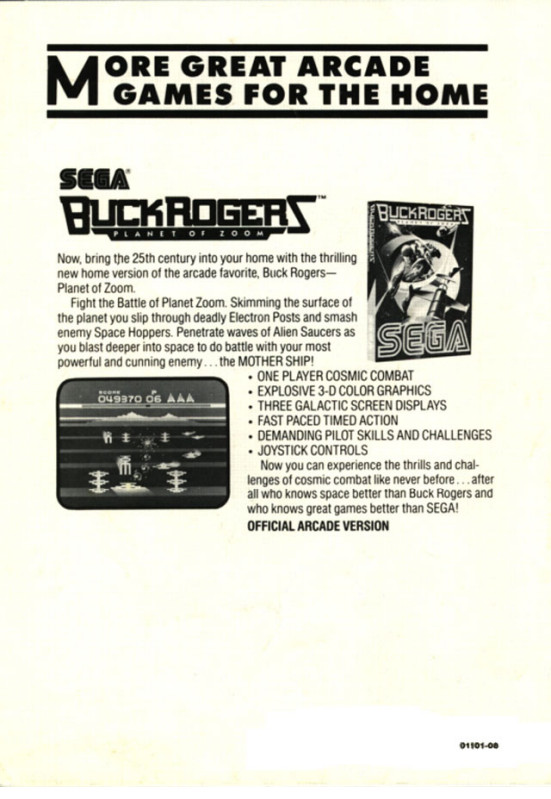 MORE GREAT ARCADE
GAMES FOR THE HOME
SEGA®
BUCK ROGERS™
PLANET OF ZOOM
Now, bring the 25th century into your home with the thrilling
new home version of the arcade favorite, Buck Rogers—
Planet of Zoom.
Fight the Battle of Planet Zoom. Skimming the surface of
the planet you slip through deadly Electron Posts and smash
enemy Space Hoppers. Penetrate waves of Alien Saucers as
you blast deeper into space to do battle with your most
powerful and cunning enemy...the MOTHER SHIP!
BUCK ROGERS
PLANET OF ZOOM
SEGA
SCORE
049370 06
• ONE PLAYER COSMIC COMBAT
• EXPLOSIVE 3-D COLOR GRAPHICS
• THREE GALACTIC SCREEN DISPLAYS
• FAST PACED TIMED ACTION
• DEMANDING PILOT SKILLS AND CHALLENGES
• JOYSTICK CONTROLS
Now you can experience the thrills and chal-
lenges of cosmic combat like never before...after
all who knows space better than Buck Rogers and
who knows great games better than SEGA!
OFFICIAL ARCADE VERSION
01101-08